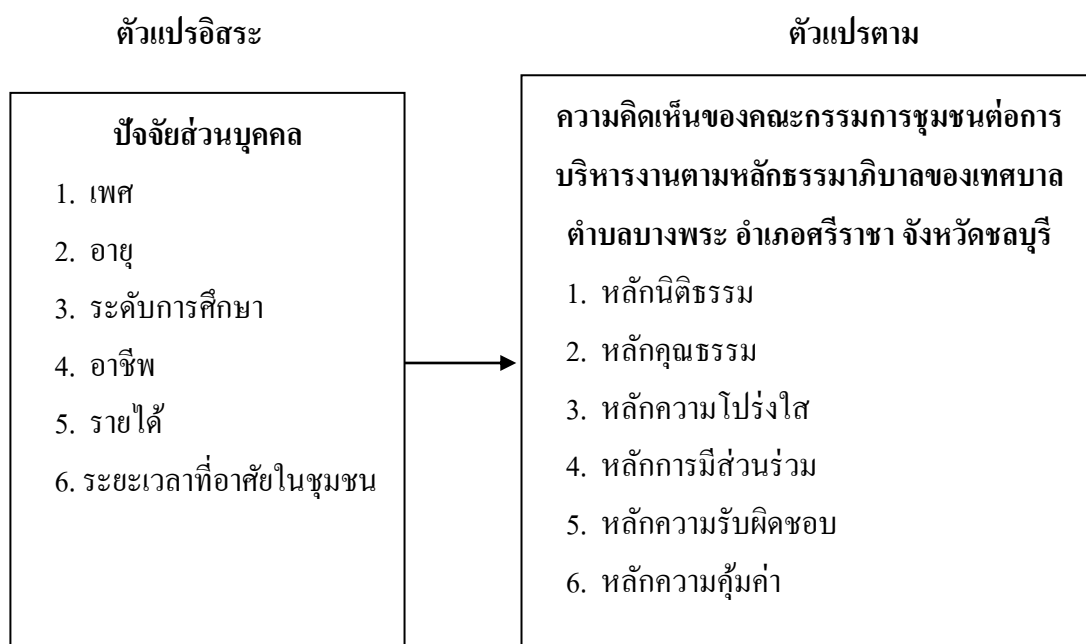 ตัวแปรอิสระ
ตัวแปรตาม
ปัจจัยส่วนบุคคล
1. เพศ
2. อายุ
3. ระดับการศึกษา
4. อาชีพ
5. รายได้
6. ระยะเวลาที่อาศัยในชุมชน
ความคิดเห็นของคณะกรรมการชุมชนต่อการ
บริหารงานตามหลักธรรมาภิบาลของเทศบาล
ตำบลบางพระ อำเภอศรีราชา จังหวัดชลบุรี
1. หลักนิติธรรม
2. หลักคุณธรรม
3. หลักความโปร่งใส
4. หลักการมีส่วนร่วม
5. หลักความรับผิดชอบ
6. หลักความคุ้มค่า